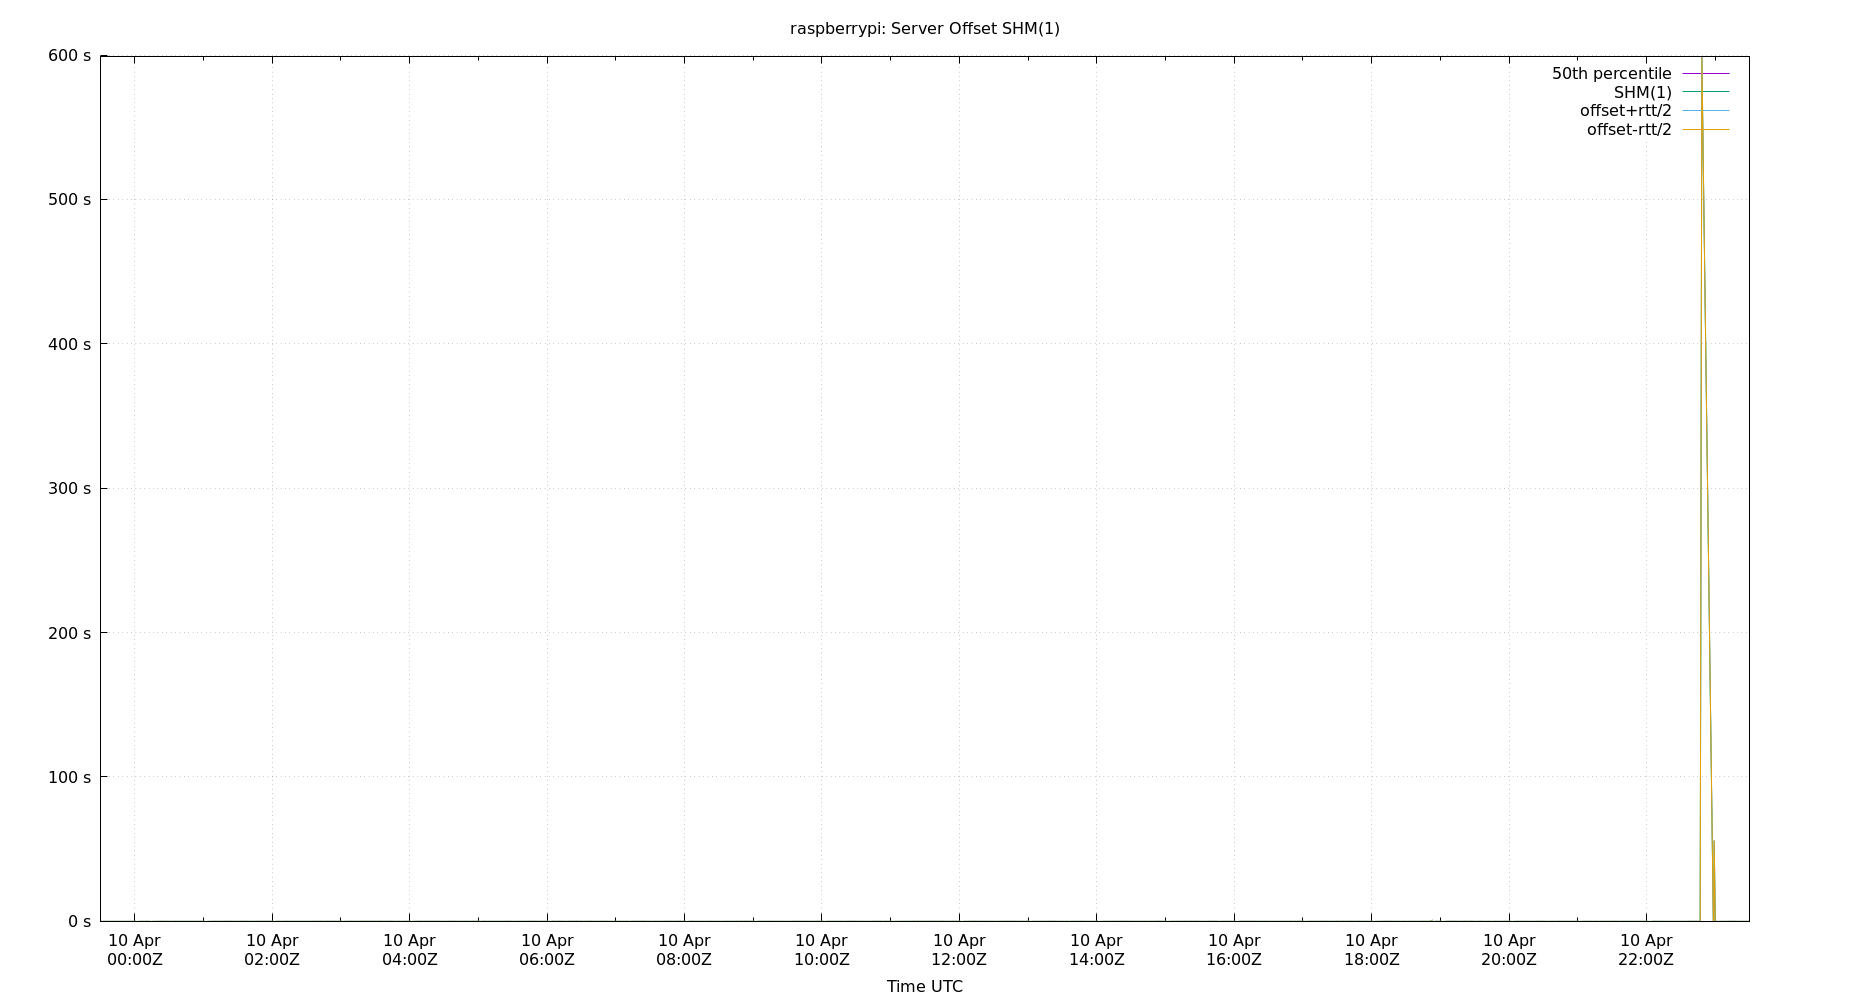 raspberrypi: Server Offset SHM(1)
600 s
50th percentile
SHM(1)
offset+rtt/2
offset-rtt/2
500 s
400 s
300 s
200 s
100 s
0 s
10 Apr 10 Apr 10 Apr 10 Apr 10 Apr 10 Apr 10 Apr 10 Apr 10 Apr 10 Apr 10 Apr 10 Apr
00:00Z 02:00Z 04:00Z 06:00Z 08:00Z 10:00Z 12:00Z 14:00Z 16:00Z 18:00Z 20:00Z 22:00Z
Time UTC